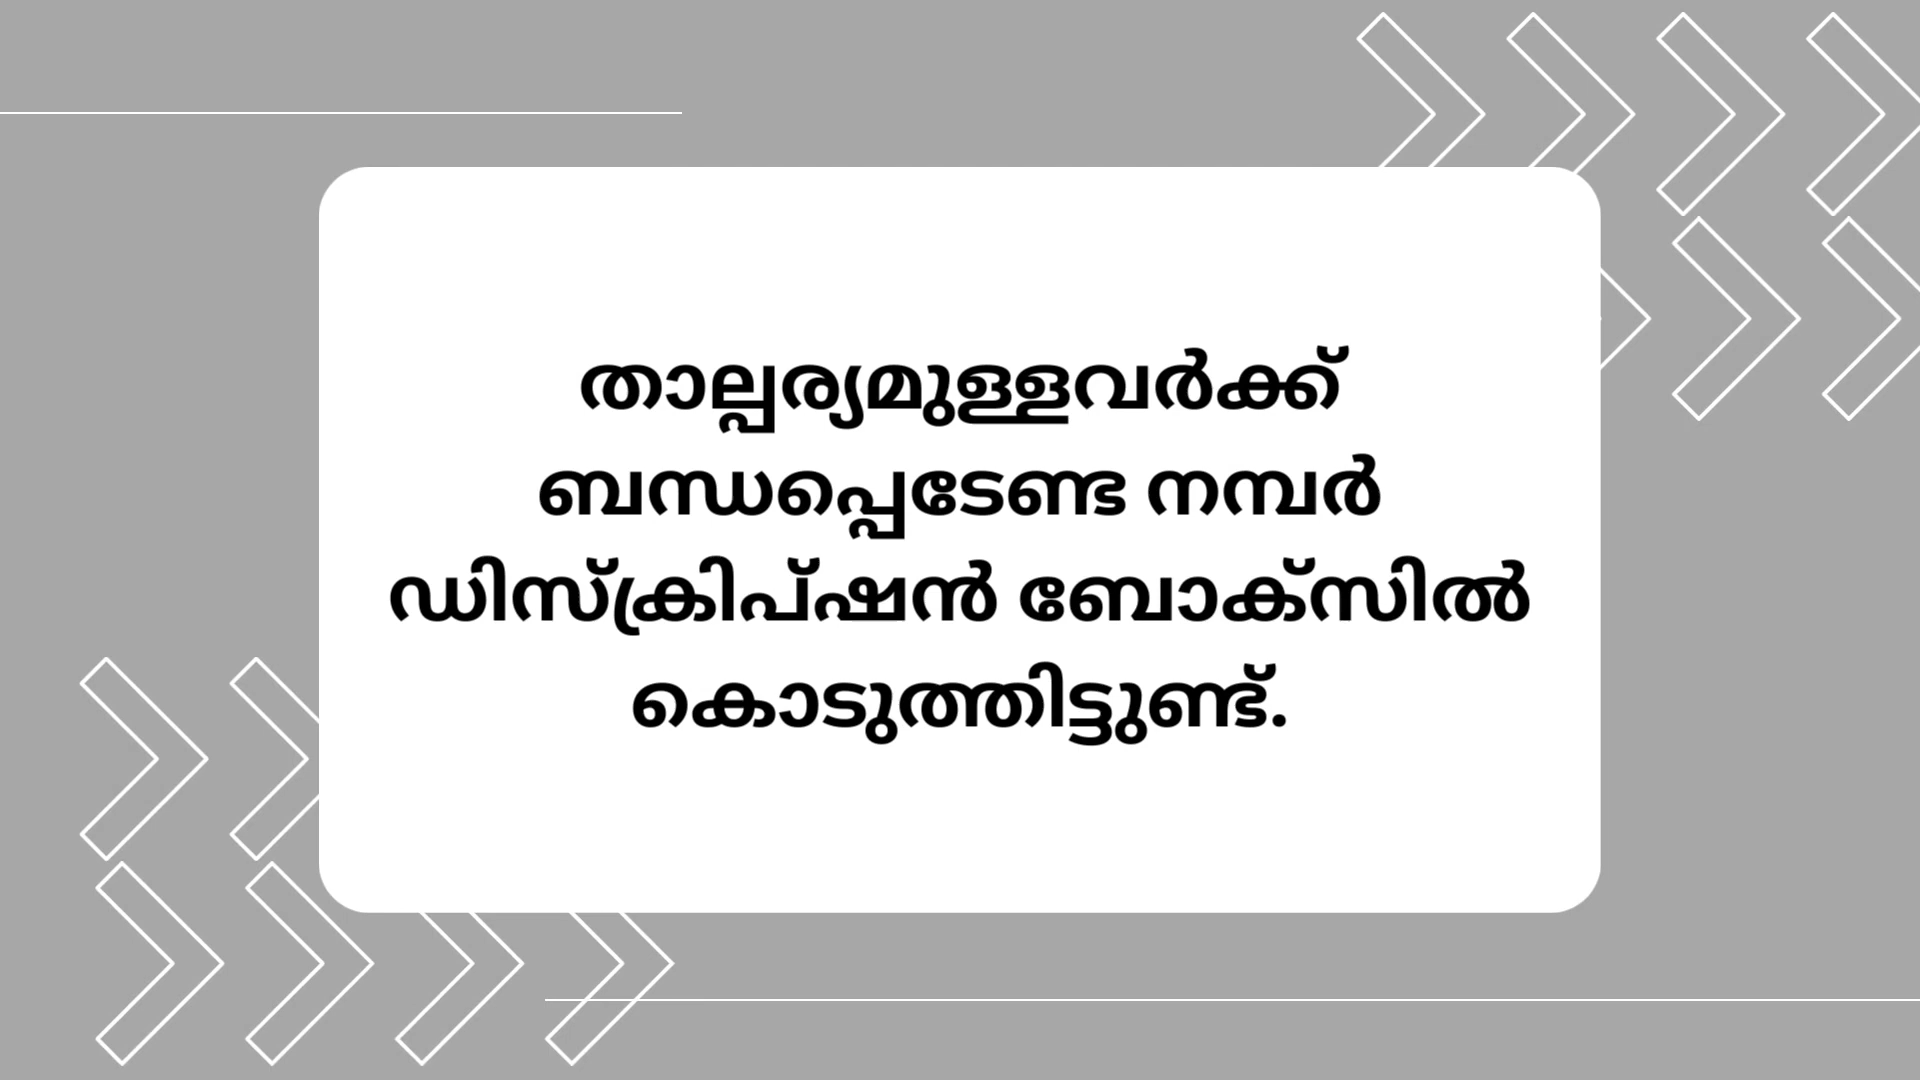 താല്പര്യമുള്ളവർക്ക്
ബന്ധപ്പെടേണ്ട നമ്പർ
ഡിസ്ക്രിപ്ഷൻ ബോക്സിൽ
കൊടുത്തിട്ടുണ്ട്.